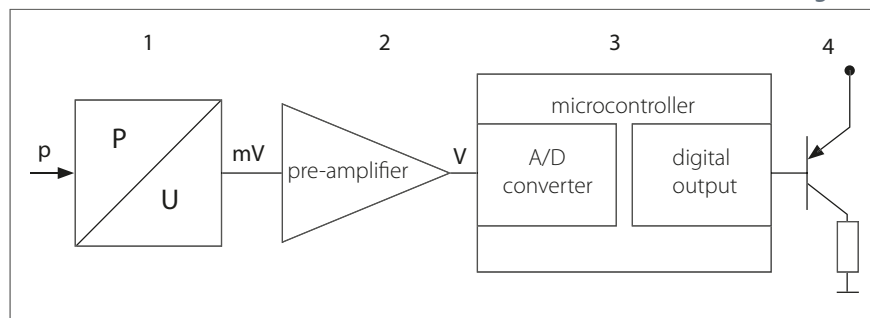 1
2
3
4
microcontroller
p
P
U
mV
pre-amplifier
V
A/D
converter
digital
output